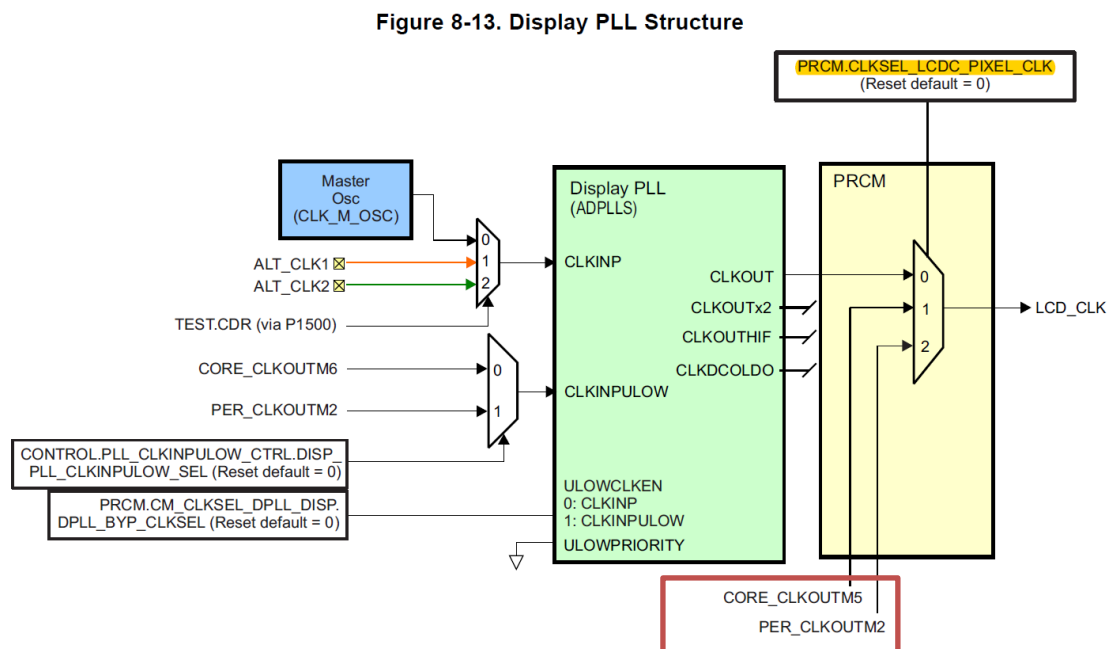 Figure 8-13. Display PLL Structure
PRCM.CLKSEL_LCDC_PIXEL_CLK
(Reset default = 0)
Master
Osc
(CLK_M_OSC)
0
1
2
ALT_CLK1
ALT_CLK2
TEST.CDR (via P1500)
CORE_CLKOUTM6
PER_CLKOUTM2
0
1
CONTROL.PLL_CLKINPULOW_CTRL.DISP_
PLL_CLKINPULOW_SEL (Reset default = 0)
PRCM.CM_CLKSEL_DPLL_DISP.
DPLL_BYP_CLKSEL (Reset default = 0)
Display PLL
(ADPLLS)
CLKINP
CLKINPULOW
ULOWCLKEN
0: CLKINP
1: CLKINPULOW
ULOWPRIORITY
CLKOUT
CLKOUTx2
CLKOUTHIF
CLKDCOLDO
PRCM
0
1
2
LCD_CLK
CORE_CLKOUTM5
PER_CLKOUTM2